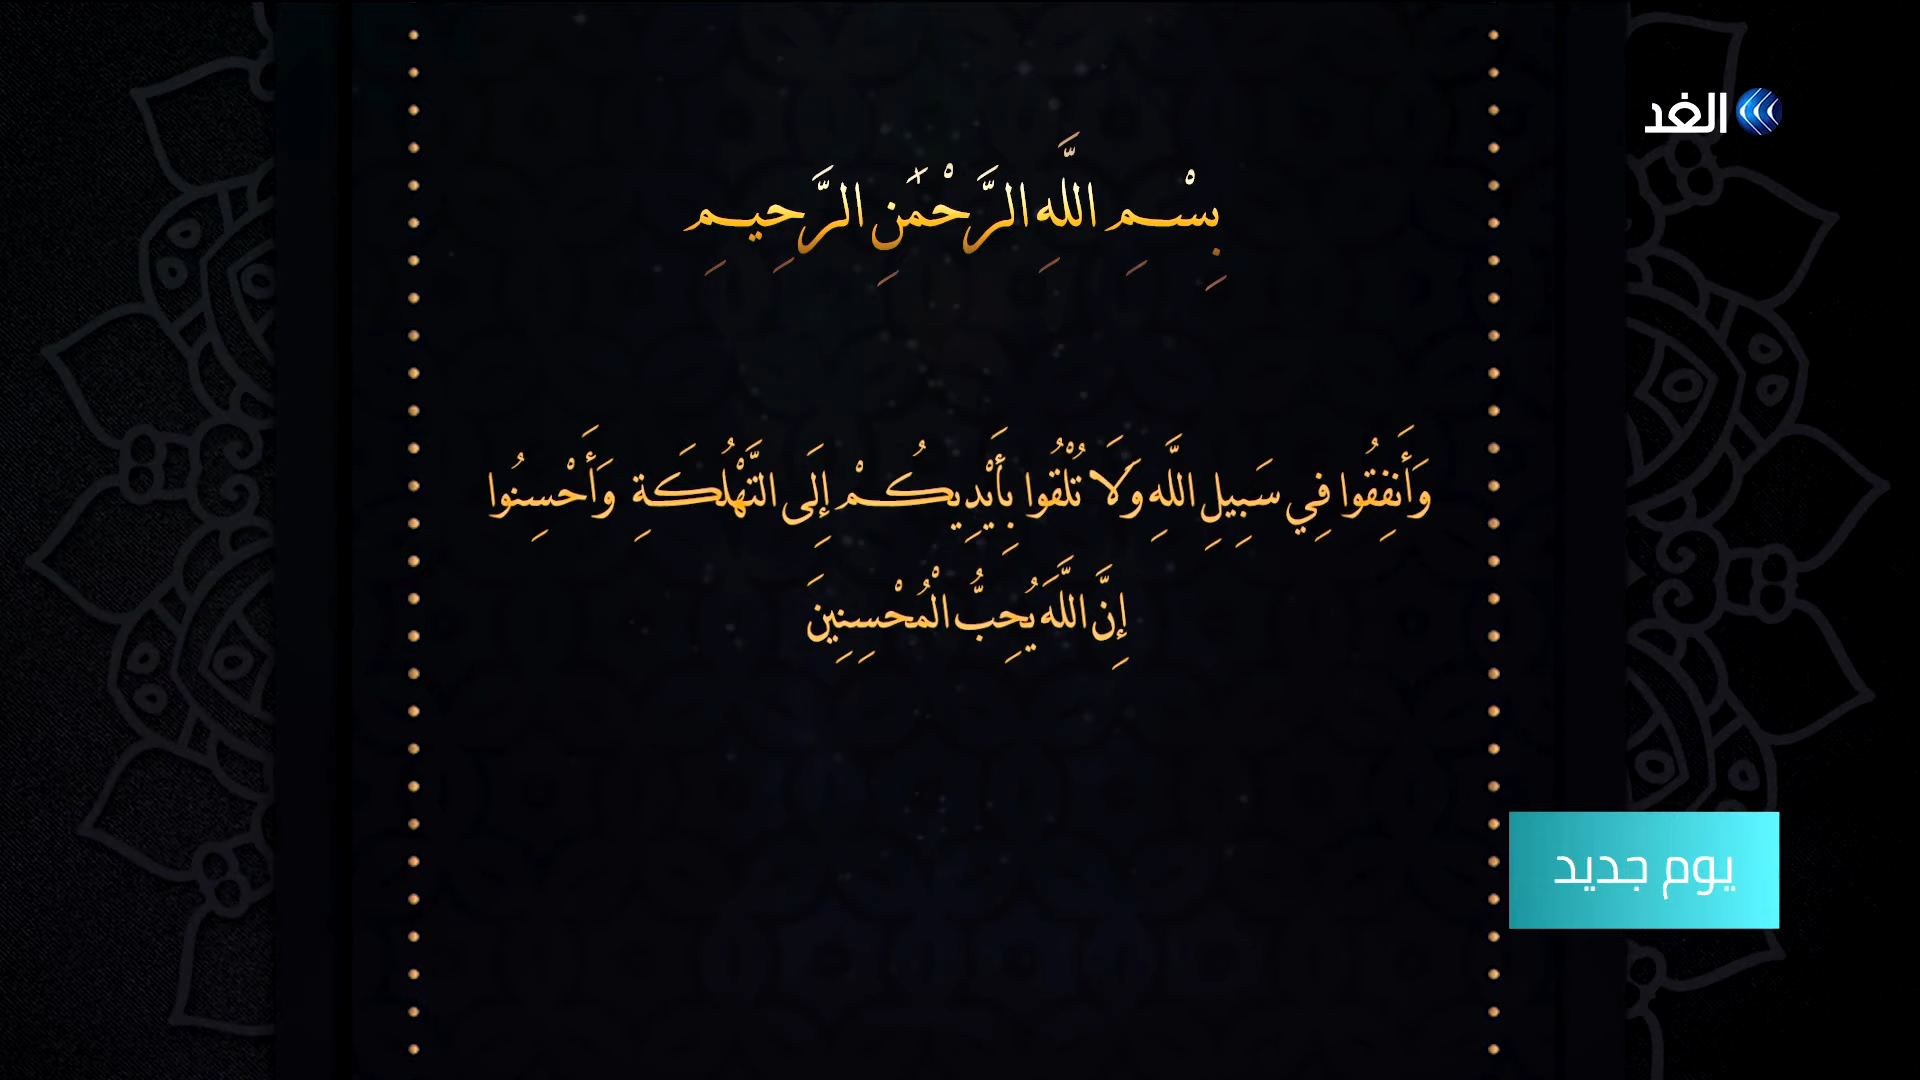 الغد
بِسْمِ اللَّهِ الرَّحْمَٰنِ الرَّحِيمِ
وَأَنفِقُوا فِي سَبِيلِ اللَّهِ وَلَا تُلْقُوا بِأَيْدِيكُمْ إِلَى التَّهْلُكَةِ وَأَحْسِنُوا
إِنَّ اللَّهَ يُحِبُّ الْمُحْسِنِينَ
يوم جديد